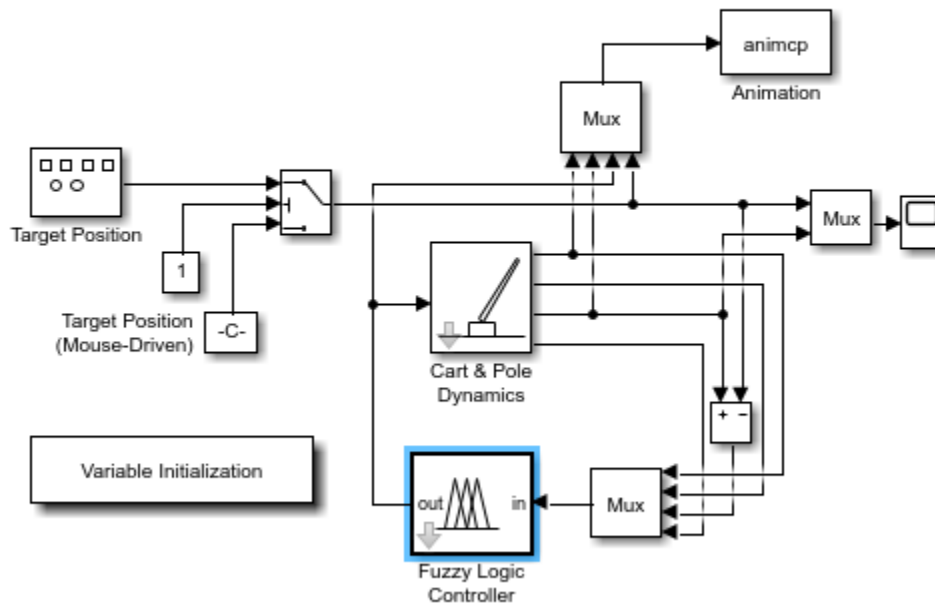 animcp
Animation
Mux
Target Position
1
Target Position
(Mouse-Driven)
-C-
Mux
Cart & Pole
Dynamics
+ −
Variable Initialization
out
in
Mux
Fuzzy Logic
Controller